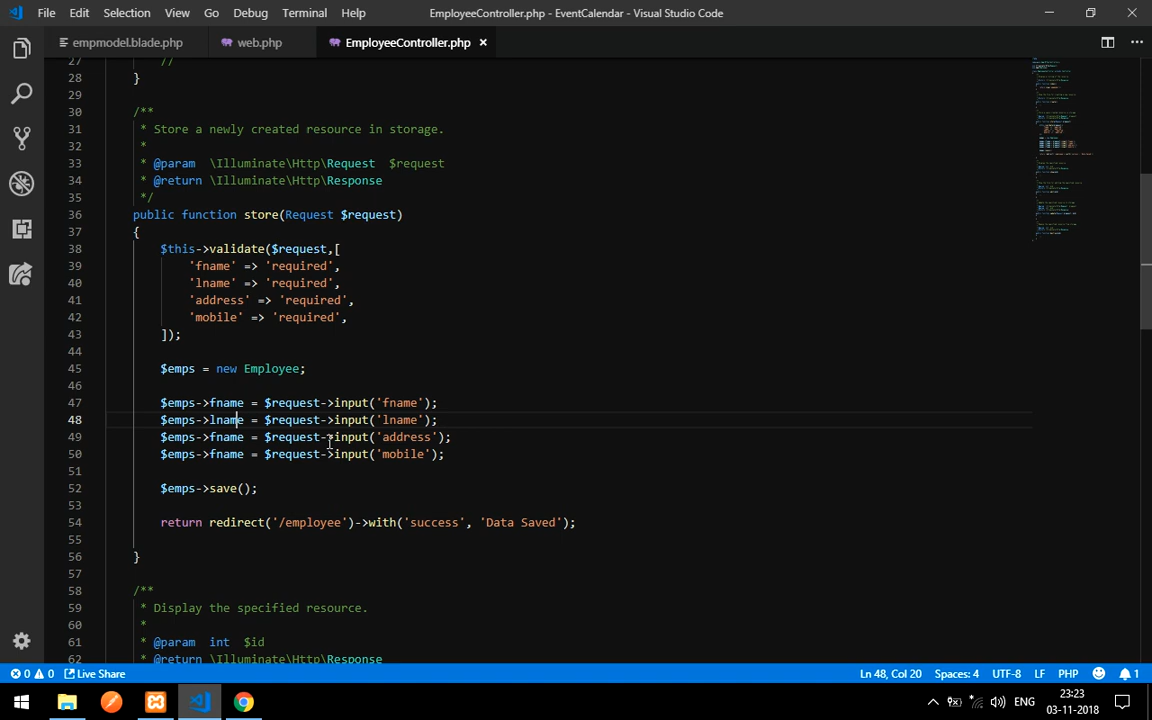 File Edit Selection View Go Debug Terminal Help EmployeeController.php - EventCalendar - Visual Studio Code
empmodel.blade.php web.php EmployeeController.php
27 //
28 }
29
30 /**
31 * Store a newly created resource in storage.
32 *
33 * @param \Illuminate\Http\Request $request
34 * @return \Illuminate\Http\Response
35 */
36 public function store(Request $request)
37 {
38 $this->validate($request,[
39 'fname' => 'required',
40 'lname' => 'required',
41 'address' => 'required',
42 'mobile' => 'required',
43 ]);
44
45 $emps = new Employee;
46
47 $emps->fname = $request->input('fname');
48 $emps->lname = $request->input('lname');
49 $emps->fname = $request->input('address');
50 $emps->fname = $request->input('mobile');
51
52 $emps->save();
53
54 return redirect('/employee')->with('success', 'Data Saved');
55
56 }
57
58 /**
59 * Display the specified resource.
60 *
61 * @param int $id
62 * @return \Illuminate\Http\Response
0 0 Live Share Ln 48, Col 20 Spaces: 4 UTF-8 LF PHP 1
ENG 23:23
03-11-2018